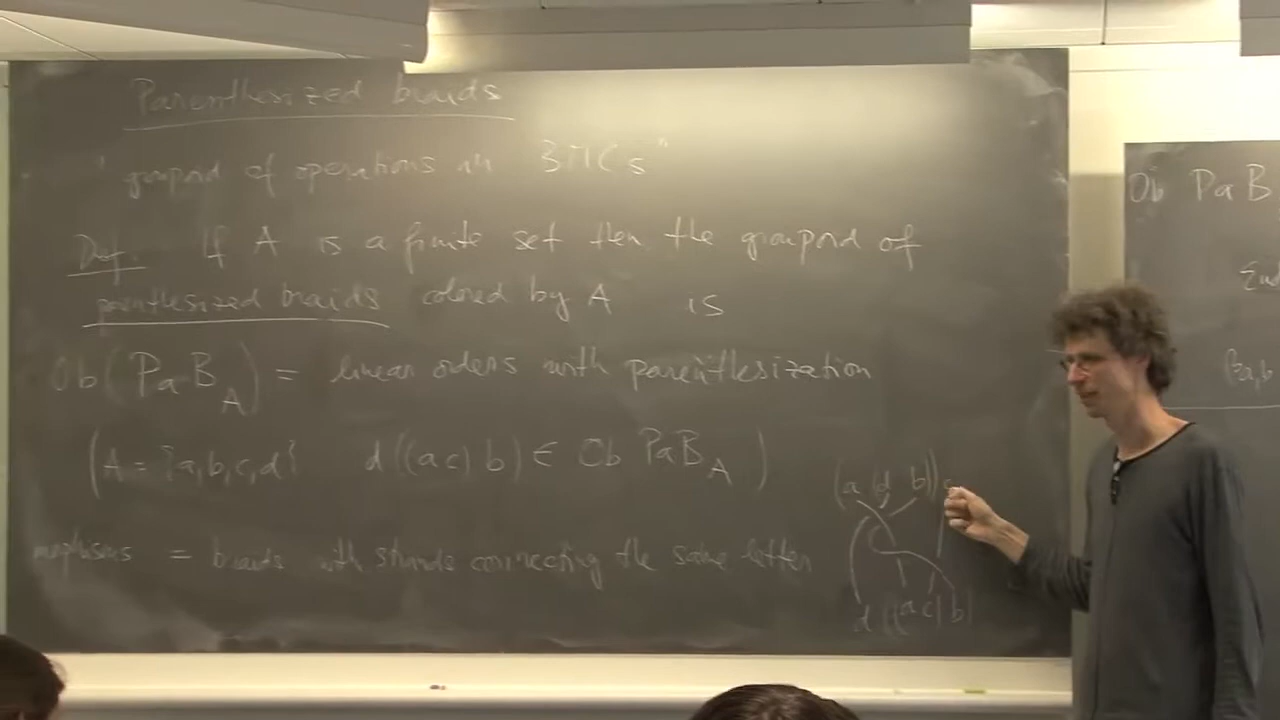 Parenthesized braids
"groupoid of operations in BMCs"
Def. If A is a finite set then the groupoid of
parenthesized braids colored by A is
Ob(PaB_A) = linear orders with parenthesization
(A = {a,b,c,d} d((ac)b) ∈ Ob PaB_A)
morphisms = braids with strands connecting the same letter
(a (d b)) c
d ((a c) b)
Ob PaB